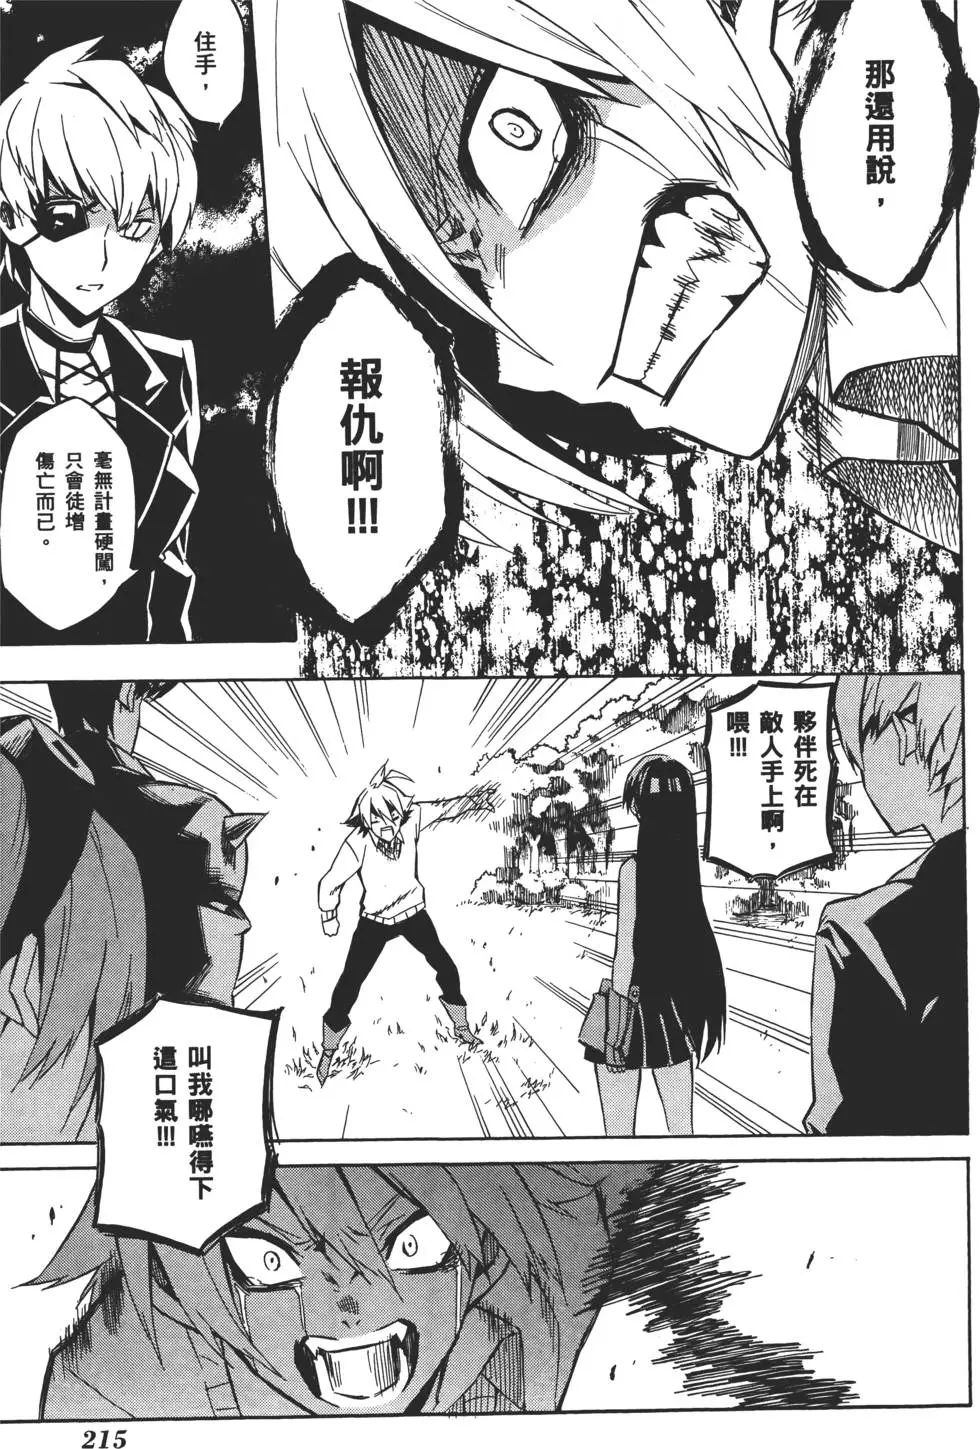 那還用說，
報仇啊!!!
住手，
毫無計畫硬闖，
只會徒增
傷亡而已。
夥伴死在
敵人手上啊，
喂!!!
叫我哪嚥得下
這口氣!!!
215